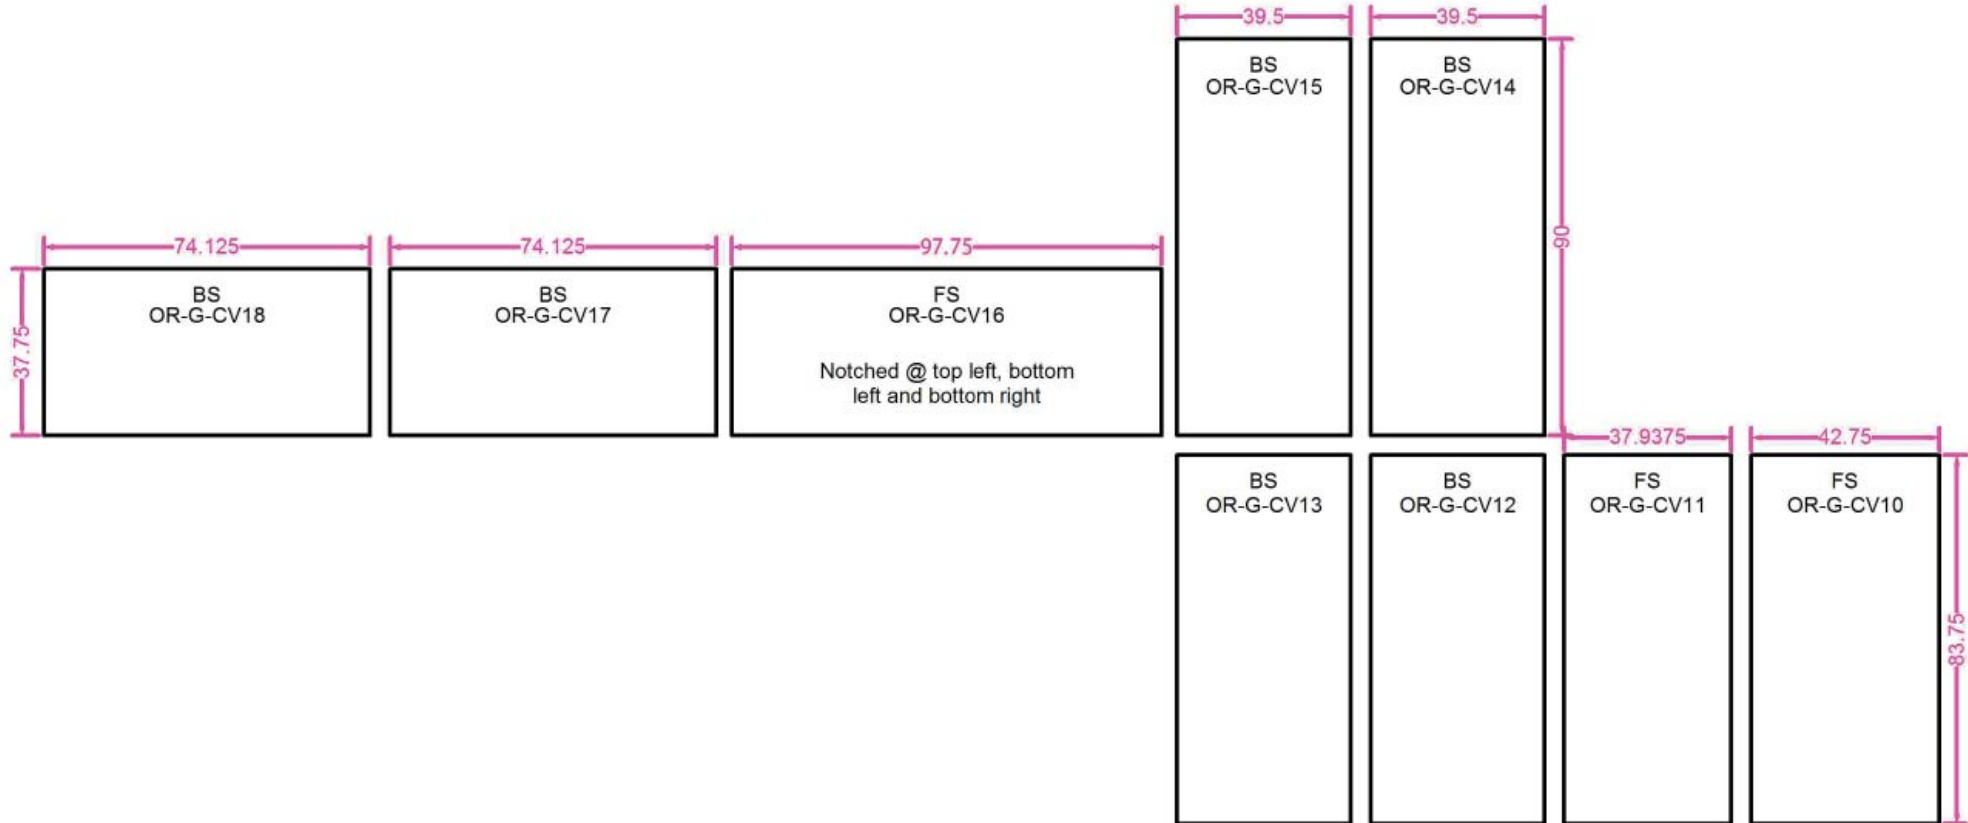 39.5
39.5
BS
OR-G-CV15
BS
OR-G-CV14
90
74.125
74.125
97.75
37.75
BS
OR-G-CV18
BS
OR-G-CV17
FS
OR-G-CV16
Notched @ top left, bottom
left and bottom right
37.9375
42.75
BS
OR-G-CV13
BS
OR-G-CV12
FS
OR-G-CV11
FS
OR-G-CV10
83.75